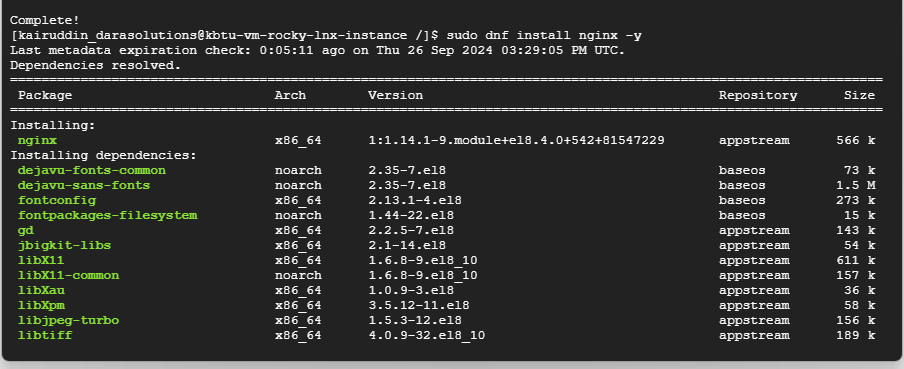 Complete!
[kairuddin_darasolutions@kbtu-vm-rocky-lnx-instance /]$ sudo dnf install nginx -y
Last metadata expiration check: 0:05:11 ago on Thu 26 Sep 2024 03:29:05 PM UTC.
Dependencies resolved.
================================================================================================================
Package Arch Version Repository Size
================================================================================================================
Installing:
nginx x86_64 1:1.14.1-9.module+el8.4.0+542+81547229 appstream 566 k
Installing dependencies:
dejavu-fonts-common noarch 2.35-7.el8 baseos 73 k
dejavu-sans-fonts noarch 2.35-7.el8 baseos 1.5 M
fontconfig x86_64 2.13.1-4.el8 baseos 273 k
fontpackages-filesystem noarch 1.44-22.el8 baseos 15 k
gd x86_64 2.2.5-7.el8 appstream 143 k
jbigkit-libs x86_64 2.1-14.el8 appstream 54 k
libX11 x86_64 1.6.8-9.el8_10 appstream 611 k
libX11-common noarch 1.6.8-9.el8_10 appstream 157 k
libXau x86_64 1.0.9-3.el8 appstream 36 k
libXpm x86_64 3.5.12-11.el8 appstream 58 k
libjpeg-turbo x86_64 1.5.3-12.el8 appstream 156 k
libtiff x86_64 4.0.9-32.el8_10 appstream 189 k